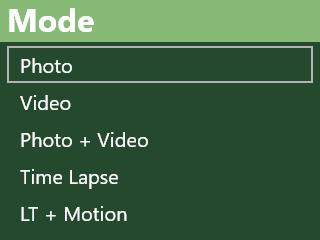 Mode
Photo
Video
Photo + Video
Time Lapse
LT + Motion